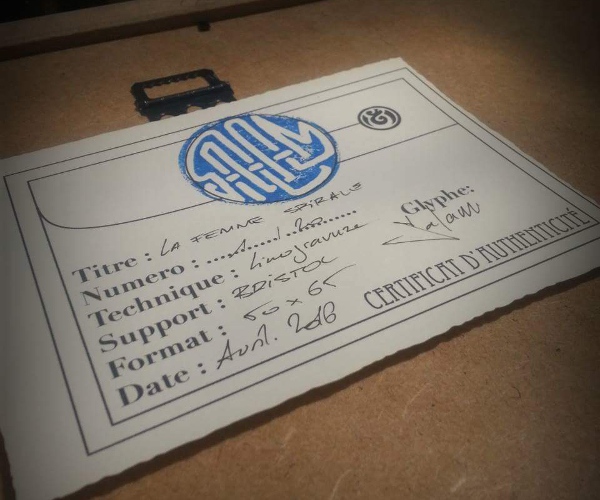 Titre : LA FEMME SPIRALE
Numero : ....1..../ 20............
Technique : Linogravure
Support : BRISTOL
Format : 50 x 65
Date : Avril. 2016
Glyphe:
CERTIFICAT D'AUTHENTICITÉ